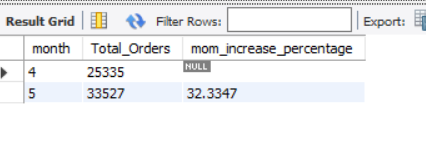 Result Grid Filter Rows: Export:
month Total_Orders mom_increase_percentage
4 25335 NULL
5 33527 32.3347